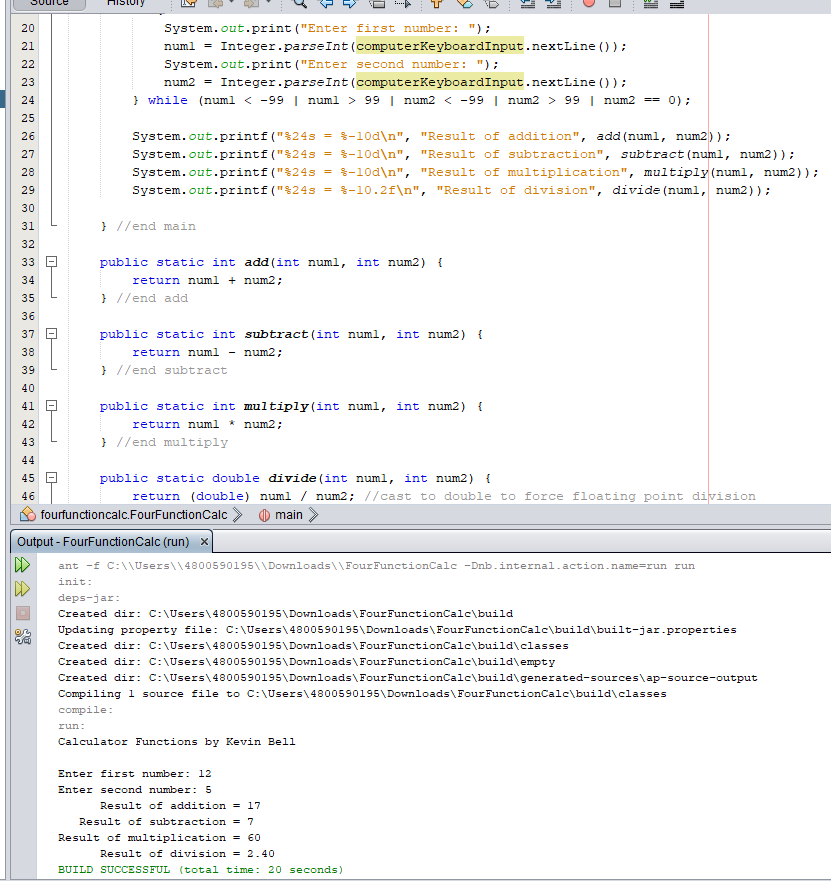 Source History
20 System.out.print("Enter first number: ");
21 num1 = Integer.parseInt(computerKeyboardInput.nextLine());
22 System.out.print("Enter second number: ");
23 num2 = Integer.parseInt(computerKeyboardInput.nextLine());
24 } while (num1 < -99 | num1 > 99 | num2 < -99 | num2 > 99 | num2 == 0);
25
26 System.out.printf("%24s = %-10d\n", "Result of addition", add(num1, num2));
27 System.out.printf("%24s = %-10d\n", "Result of subtraction", subtract(num1, num2));
28 System.out.printf("%24s = %-10d\n", "Result of multiplication", multiply(num1, num2));
29 System.out.printf("%24s = %-10.2f\n", "Result of division", divide(num1, num2));
30
31 } //end main
32
33 public static int add(int num1, int num2) {
34 return num1 + num2;
35 } //end add
36
37 public static int subtract(int num1, int num2) {
38 return num1 - num2;
39 } //end subtract
40
41 public static int multiply(int num1, int num2) {
42 return num1 * num2;
43 } //end multiply
44
45 public static double divide(int num1, int num2) {
46 return (double) num1 / num2; //cast to double to force floating point division
fourfunctioncalc.FourFunctionCalc main
Output - FourFunctionCalc (run) ×
ant -f C:\\Users\\4800590195\\Downloads\\FourFunctionCalc -Dnb.internal.action.name=run run
init:
deps-jar:
Created dir: C:\Users\4800590195\Downloads\FourFunctionCalc\build
Updating property file: C:\Users\4800590195\Downloads\FourFunctionCalc\build\built-jar.properties
Created dir: C:\Users\4800590195\Downloads\FourFunctionCalc\build\classes
Created dir: C:\Users\4800590195\Downloads\FourFunctionCalc\build\empty
Created dir: C:\Users\4800590195\Downloads\FourFunctionCalc\build\generated-sources\ap-source-output
Compiling 1 source file to C:\Users\4800590195\Downloads\FourFunctionCalc\build\classes
compile:
run:
Calculator Functions by Kevin Bell
Enter first number: 12
Enter second number: 5
Result of addition = 17
Result of subtraction = 7
Result of multiplication = 60
Result of division = 2.40
BUILD SUCCESSFUL (total time: 20 seconds)